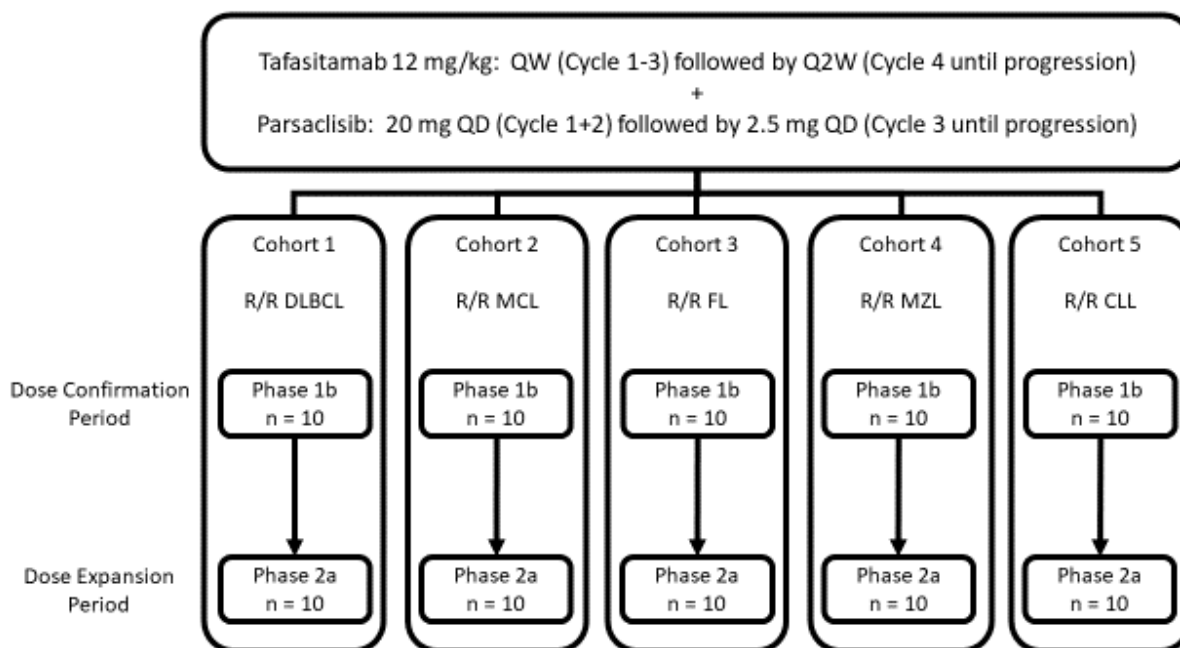 Tafasitamab 12 mg/kg: QW (Cycle 1-3) followed by Q2W (Cycle 4 until progression)
+
Parsaclisib: 20 mg QD (Cycle 1+2) followed by 2.5 mg QD (Cycle 3 until progression)
Cohort 1
Cohort 2
Cohort 3
Cohort 4
Cohort 5
R/R DLBCL
R/R MCL
R/R FL
R/R MZL
R/R CLL
Dose Confirmation
Period
Phase 1b
n = 10
Phase 1b
n = 10
Phase 1b
n = 10
Phase 1b
n = 10
Phase 1b
n = 10
Dose Expansion
Period
Phase 2a
n = 10
Phase 2a
n = 10
Phase 2a
n = 10
Phase 2a
n = 10
Phase 2a
n = 10